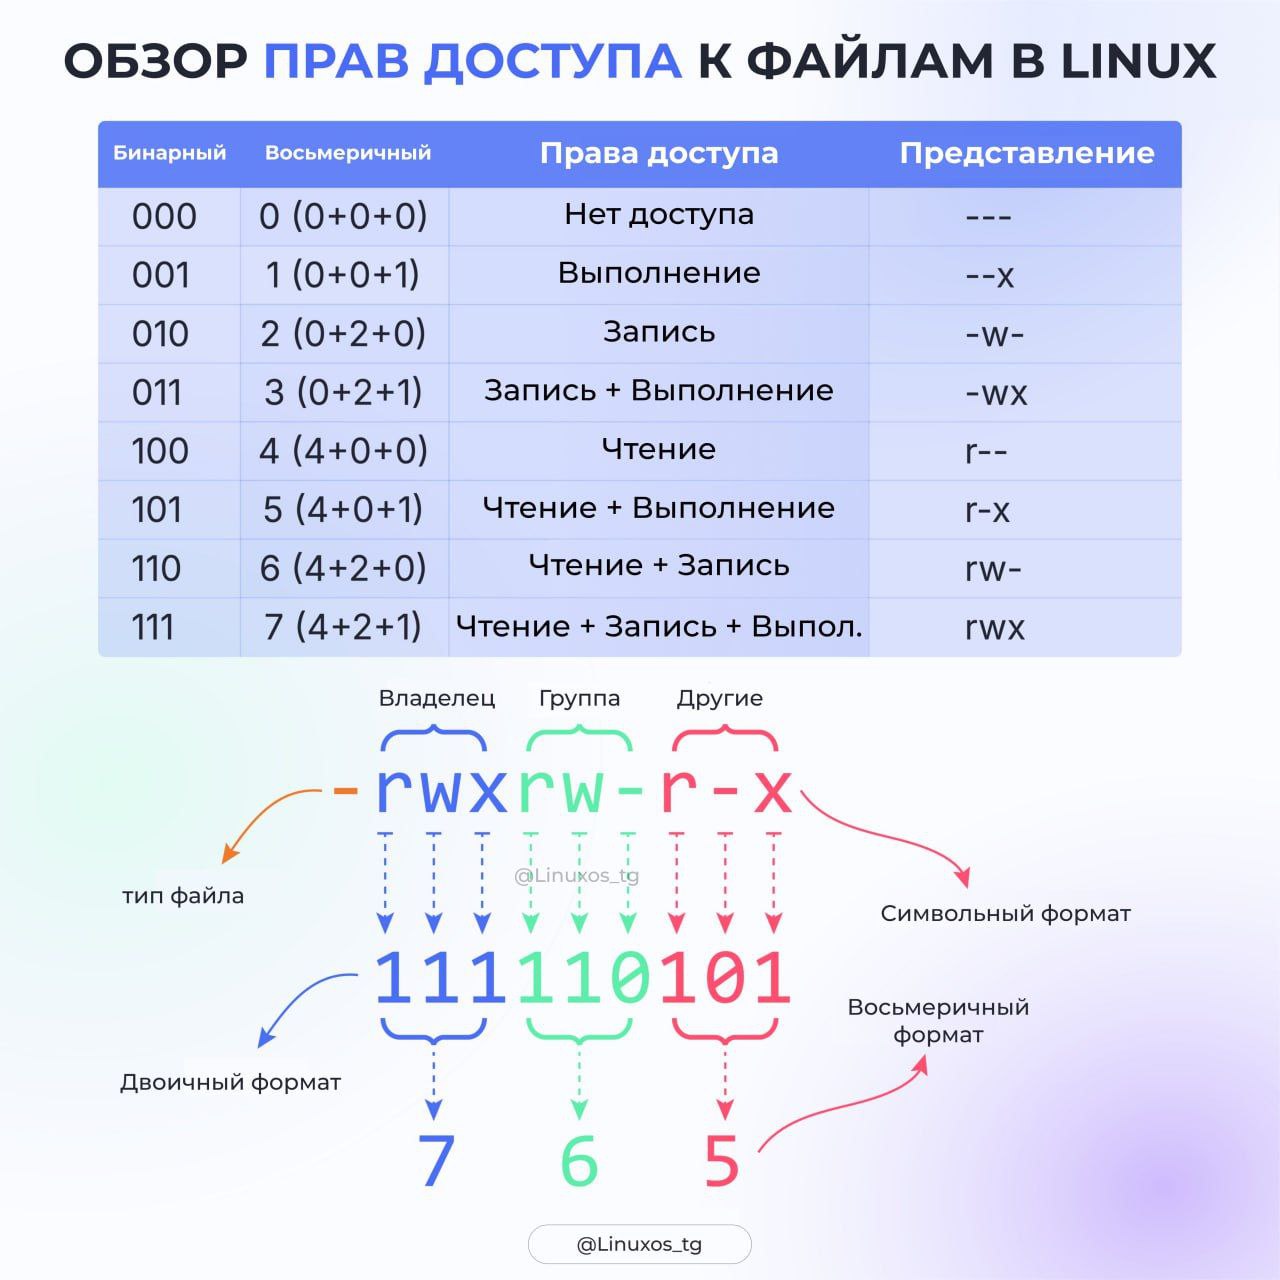 ОБЗОР ПРАВ ДОСТУПА К ФАЙЛАМ В LINUX
Бинарный Восьмеричный Права доступа Представление
000 0 (0+0+0) Нет доступа ---
001 1 (0+0+1) Выполнение --x
010 2 (0+2+0) Запись -w-
011 3 (0+2+1) Запись + Выполнение -wx
100 4 (4+0+0) Чтение r--
101 5 (4+0+1) Чтение + Выполнение r-x
110 6 (4+2+0) Чтение + Запись rw-
111 7 (4+2+1) Чтение + Запись + Выпол. rwx
Владелец Группа Другие
-rwxrw-r-x
@Linuxos_tg
тип файла
Символьный формат
111110101
Восьмеричный
формат
Двоичный формат
7 6 5
@Linuxos_tg